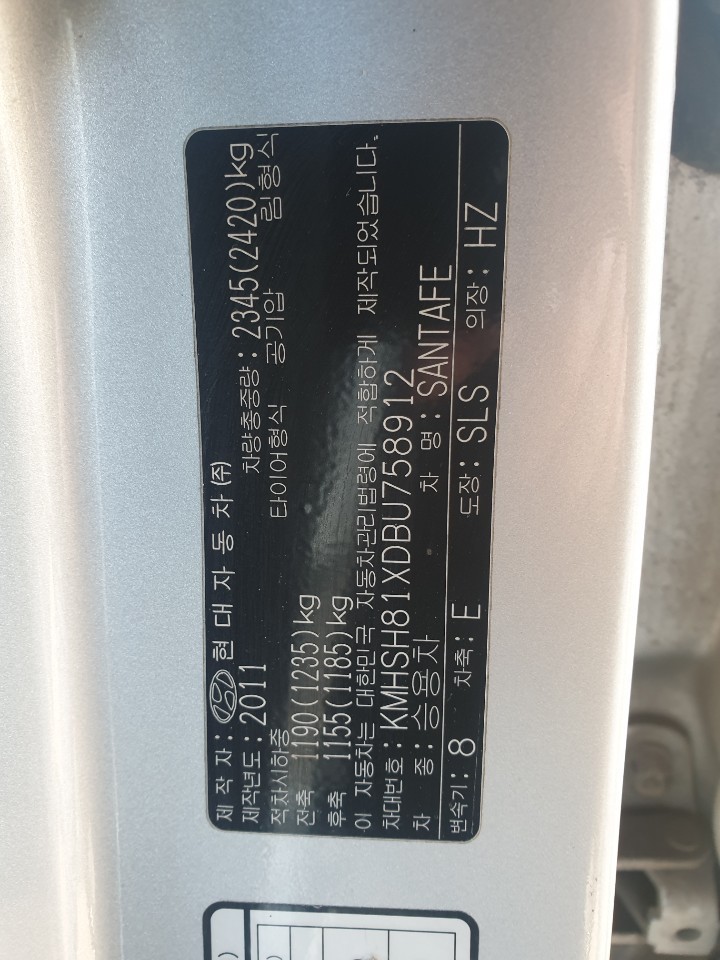 제 작 자: 현대자동차(주)
제작년도: 2011 차량총중량: 2345(2420)kg
적차시하중 타이어형식 공기압 림형식
전축 1190(1235)kg
후축 1155(1185)kg
이 자동차는 대한민국 자동차관리법령에 적합하게 제작되었습니다.
차대번호: KMHSH81XDBU758912
차 종: 승용차 차 명: SANTAFE
변속기: 8 차축: E 도장: SLS 의장: HZ